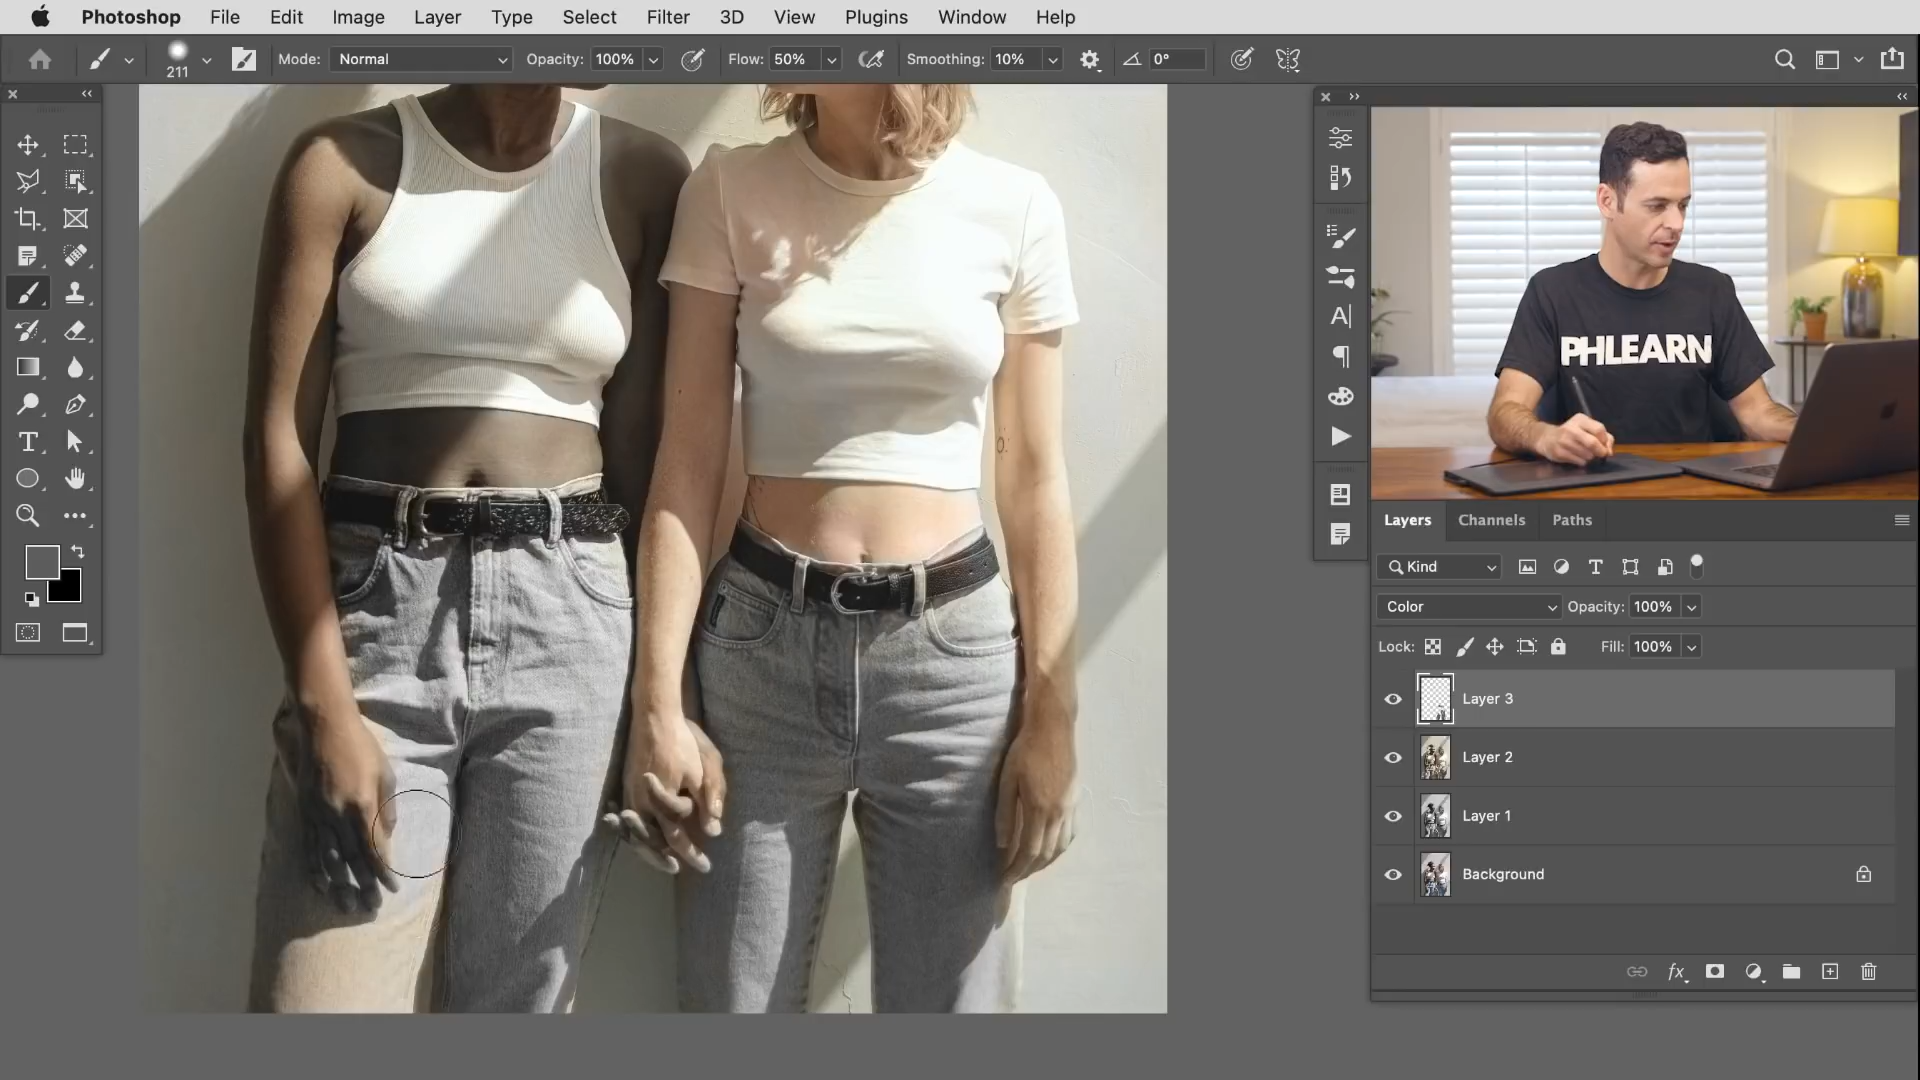 Photoshop File Edit Image Layer Type Select Filter 3D View Plugins Window Help
211 Mode: Normal Opacity: 100% Flow: 50% Smoothing: 10% 0°
PHLEARN
Layers Channels Paths
Kind
Color Opacity: 100%
Lock: Fill: 100%
Layer 3
Layer 2
Layer 1
Background